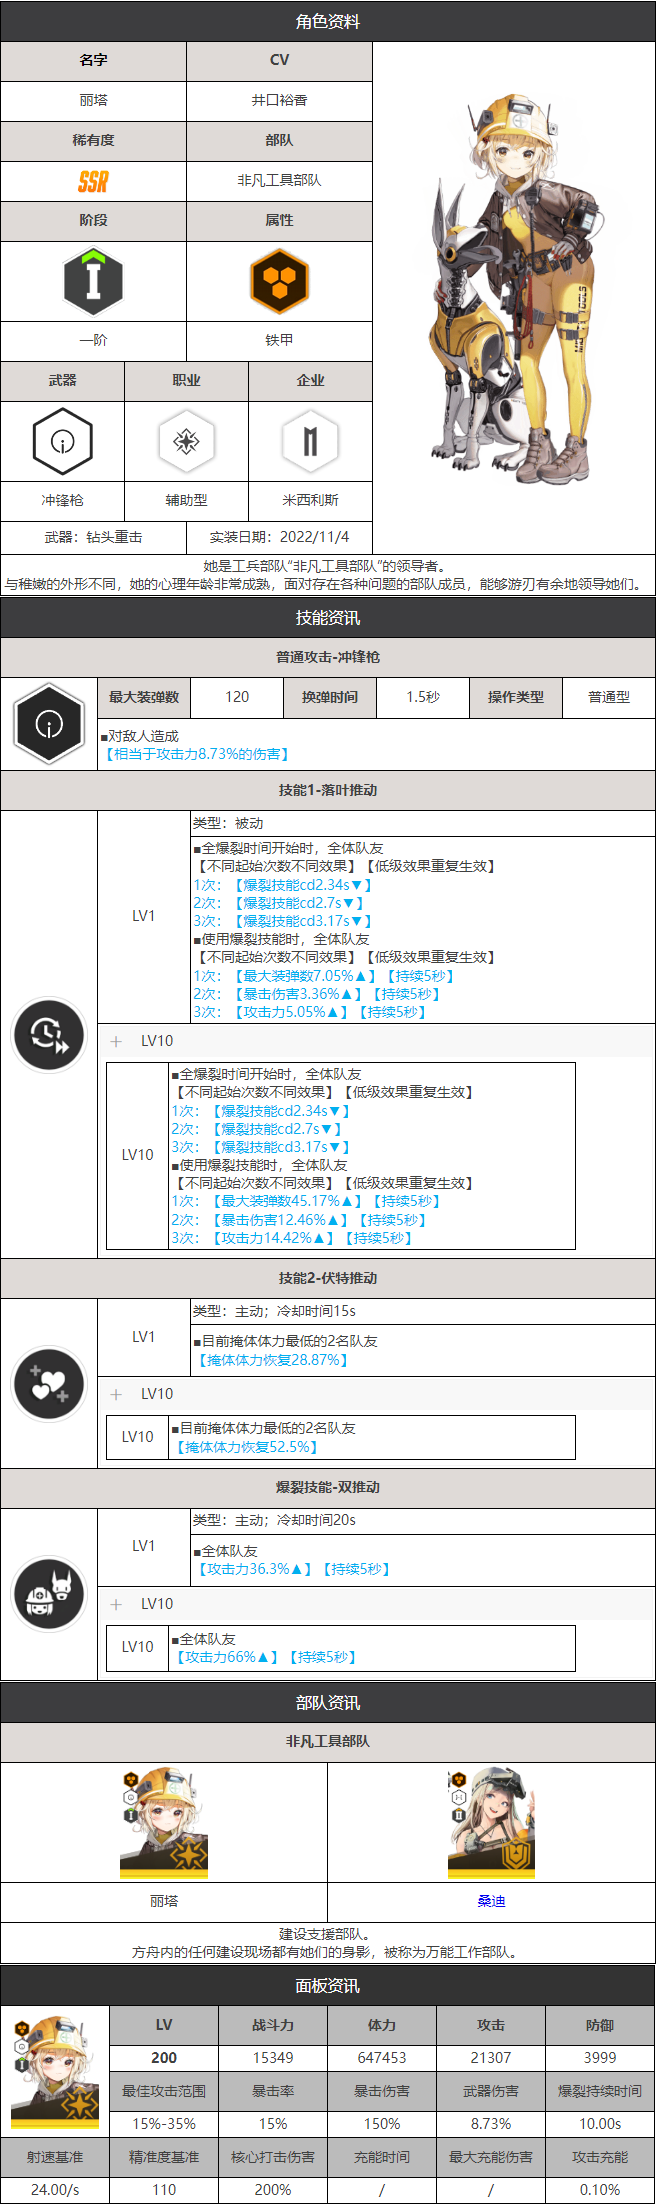 角色资料
名字
CV
丽塔
井口裕香
稀有度
部队
SSR
非凡工具部队
阶段
属性
I
一阶
铁甲
武器
职业
企业
冲锋枪
辅助型
米西利斯
武器：钻头重击
实装日期：2022/11/4
她是工兵部队“非凡工具部队”的领导者。
与稚嫩的外形不同，她的心理年龄非常成熟，面对存在各种问题的部队成员，能够游刃有余地领导她们。
技能资讯
普通攻击-冲锋枪
最大装弹数
120
换弹时间
1.5秒
操作类型
普通型
■对敌人造成
【相当于攻击力8.73%的伤害】
技能1-落叶推动
LV1
类型：被动
■全爆裂时间开始时，全体队友
【不同起始次数不同效果】【低级效果重复生效】
1次：【爆裂技能cd2.34s▼】
2次：【爆裂技能cd2.7s▼】
3次：【爆裂技能cd3.17s▼】
■使用爆裂技能时，全体队友
【不同起始次数不同效果】【低级效果重复生效】
1次：【最大装弹数7.05%▲】【持续5秒】
2次：【暴击伤害3.36%▲】【持续5秒】
3次：【攻击力5.05%▲】【持续5秒】
+ LV10
LV10
■全爆裂时间开始时，全体队友
【不同起始次数不同效果】【低级效果重复生效】
1次：【爆裂技能cd2.34s▼】
2次：【爆裂技能cd2.7s▼】
3次：【爆裂技能cd3.17s▼】
■使用爆裂技能时，全体队友
【不同起始次数不同效果】【低级效果重复生效】
1次：【最大装弹数45.17%▲】【持续5秒】
2次：【暴击伤害12.46%▲】【持续5秒】
3次：【攻击力14.42%▲】【持续5秒】
技能2-伏特推动
LV1
类型：主动；冷却时间15s
■目前掩体体力最低的2名队友
【掩体体力恢复28.87%】
+ LV10
LV10
■目前掩体体力最低的2名队友
【掩体体力恢复52.5%】
爆裂技能-双推动
LV1
类型：主动；冷却时间20s
■全体队友
【攻击力36.3%▲】【持续5秒】
+ LV10
LV10
■全体队友
【攻击力66%▲】【持续5秒】
部队资讯
非凡工具部队
丽塔
桑迪
建设支援部队。
方舟内的任何建设现场都有她们的身影，被称为万能工作部队。
面板资讯
LV
战斗力
体力
攻击
防御
200
15349
647453
21307
3999
最佳攻击范围
暴击率
暴击伤害
武器伤害
爆裂持续时间
15%-35%
15%
150%
8.73%
10.00s
射速基准
精准度基准
核心打击伤害
充能时间
最大充能伤害
攻击充能
24.00/s
110
200%
/
/
0.10%